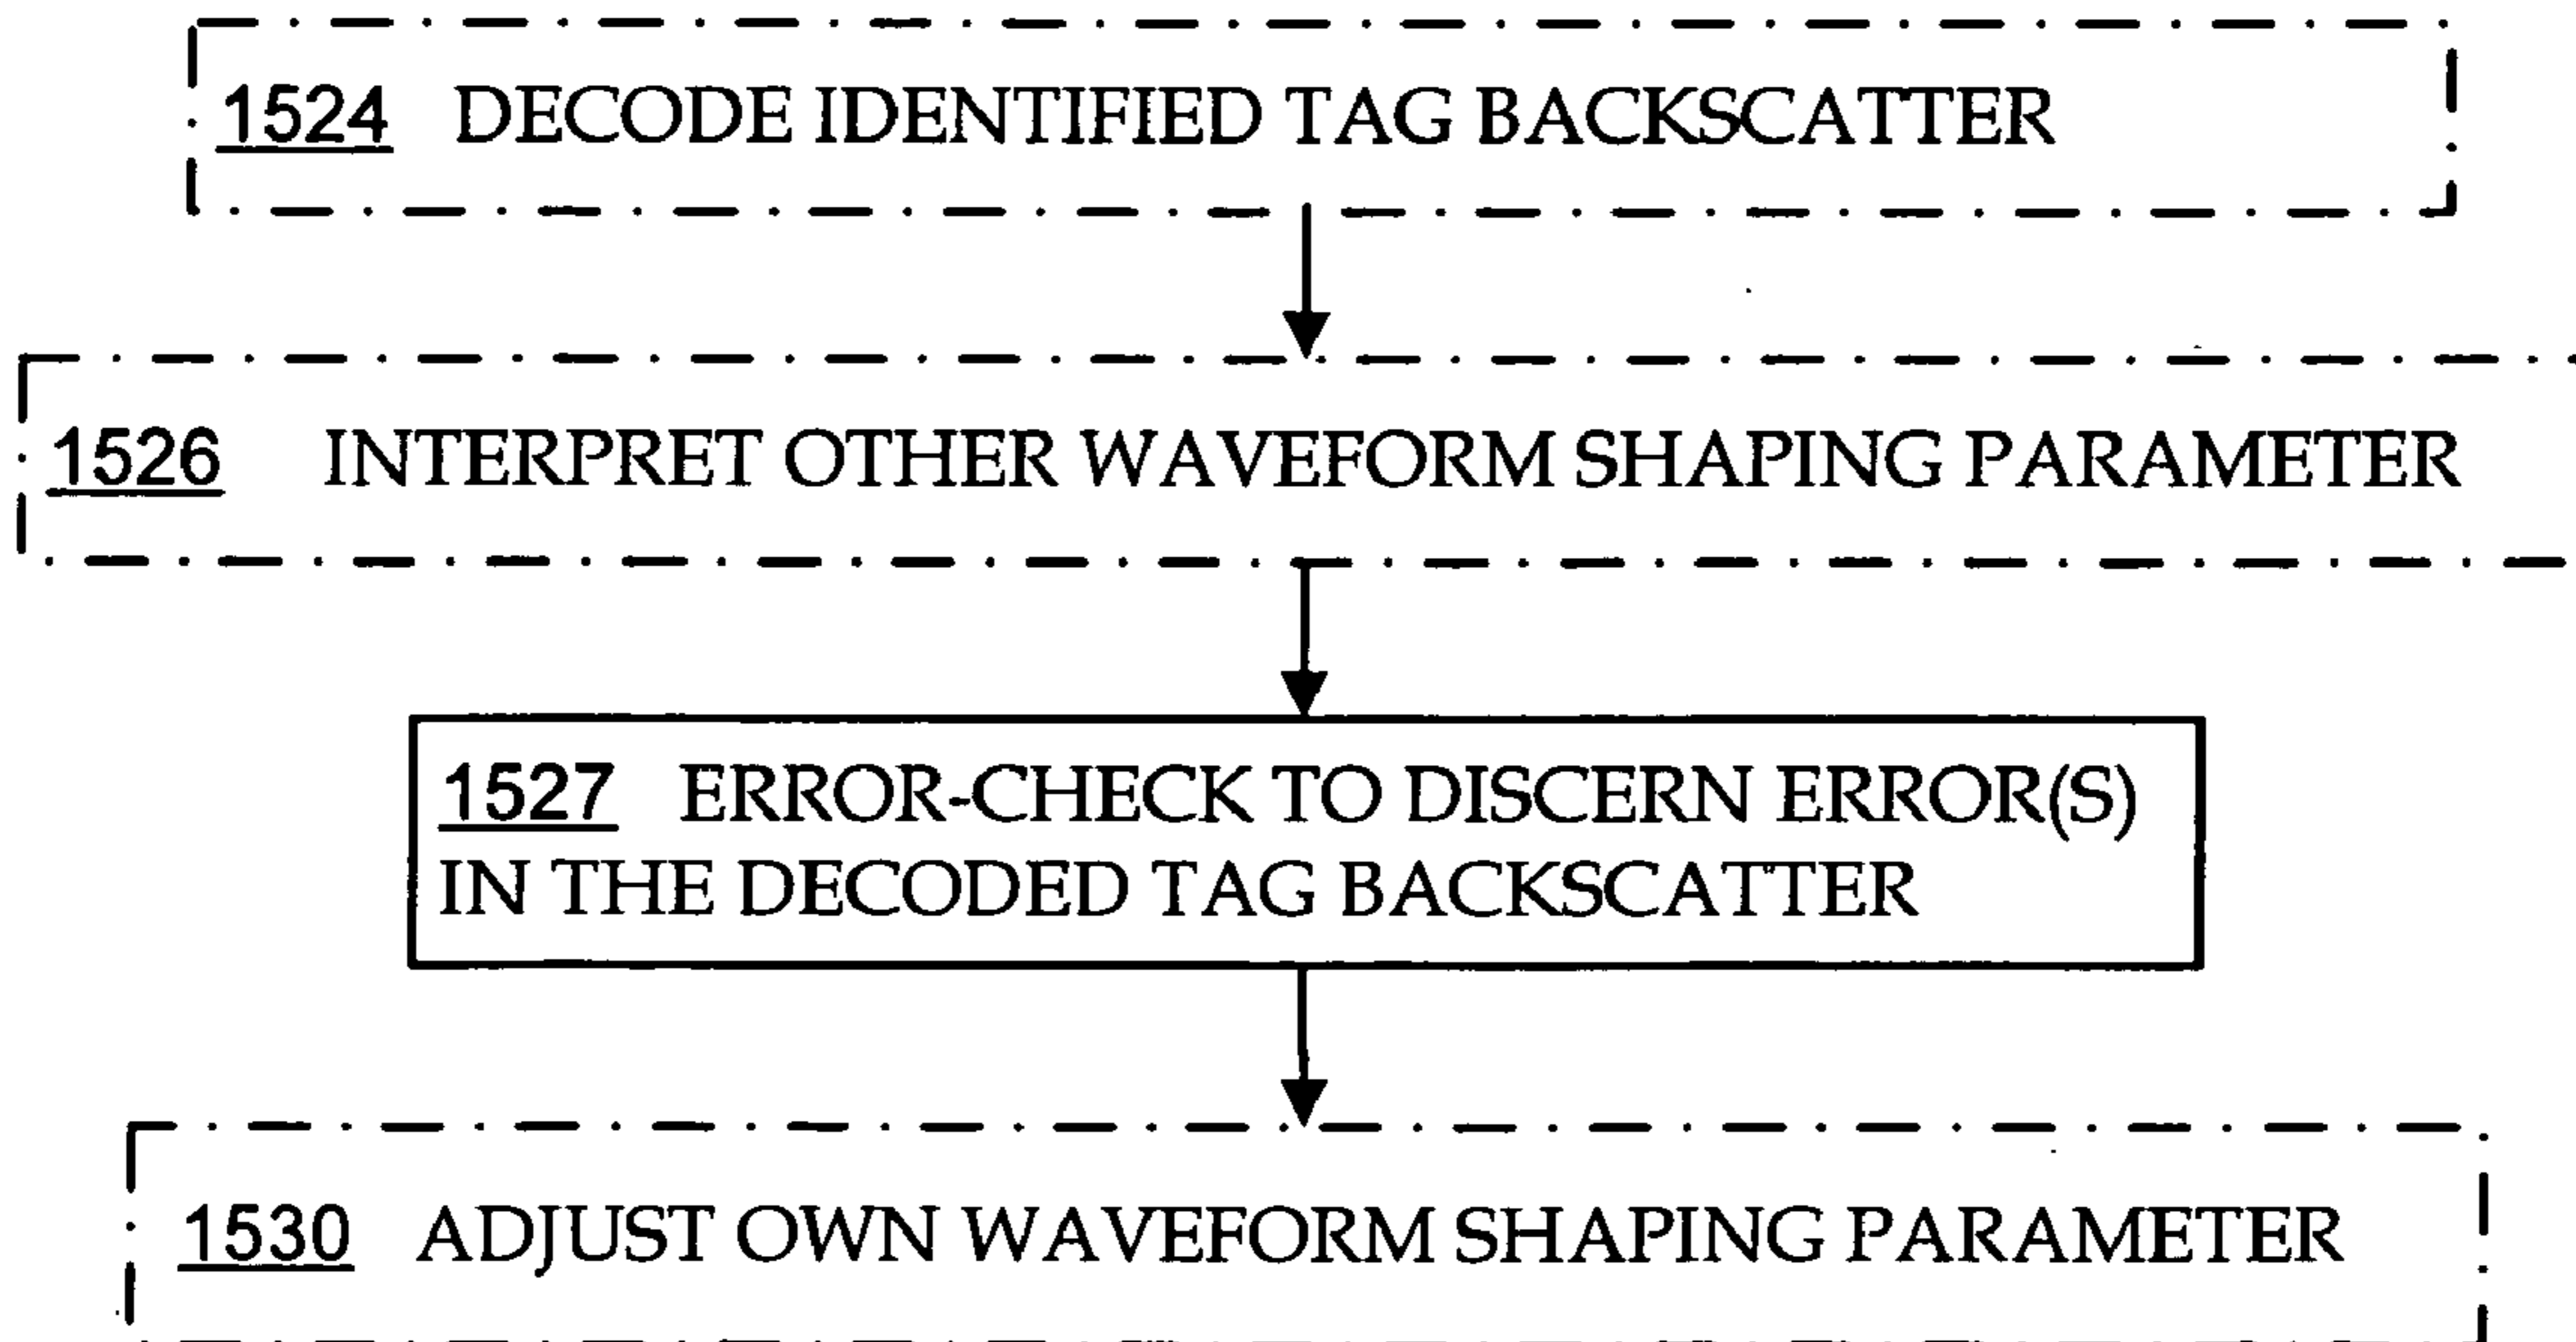 1524 DECODE IDENTIFIED TAG BACKSCATTER
1526 INTERPRET OTHER WAVEFORM SHAPING PARAMETER
1527 ERROR-CHECK TO DISCERN ERROR(S)
IN THE DECODED TAG BACKSCATTER
1530 ADJUST OWN WAVEFORM SHAPING PARAMETER